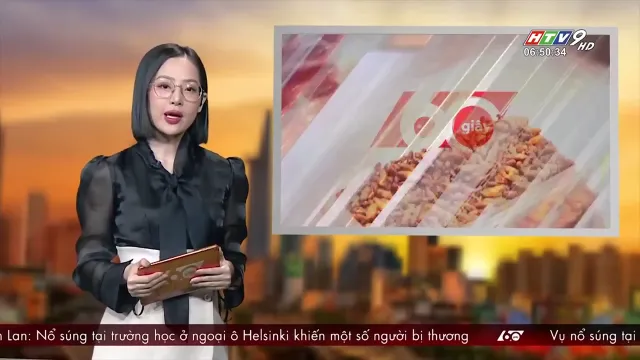 HTV9 HD
06:50:34
60 giây
n Lan: Nổ súng tại trường học ở ngoại ô Helsinki khiến một số người bị thương
60
Vụ nổ súng tại